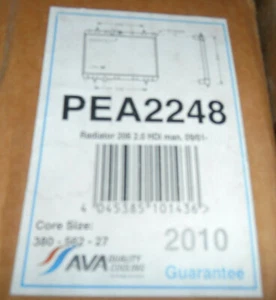 PEA2248
Radiator 206 2.0 HDI man. 09/01-
4 045385 101436 >
Core Size:
380 - 562 - 27
2010
AVA QUALITY COOLING
Guarantee